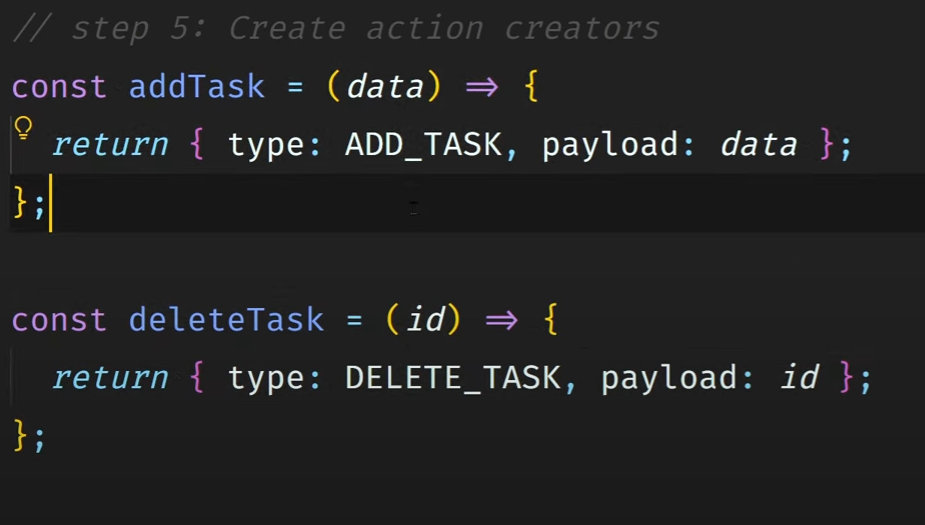 // step 5: Create action creators
const addTask = (data) => {
return { type: ADD_TASK, payload: data };
};
const deleteTask = (id) => {
return { type: DELETE_TASK, payload: id };
};